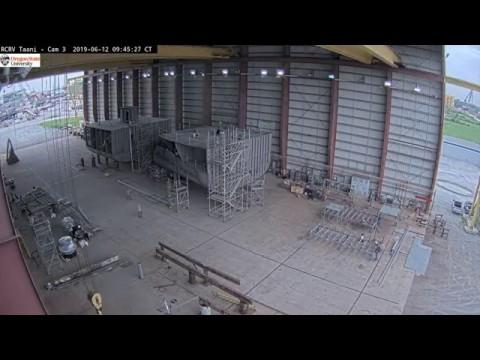 RCRV Taani - Cam 3 2019-06-12 09:45:27 CT
Oregon State
University